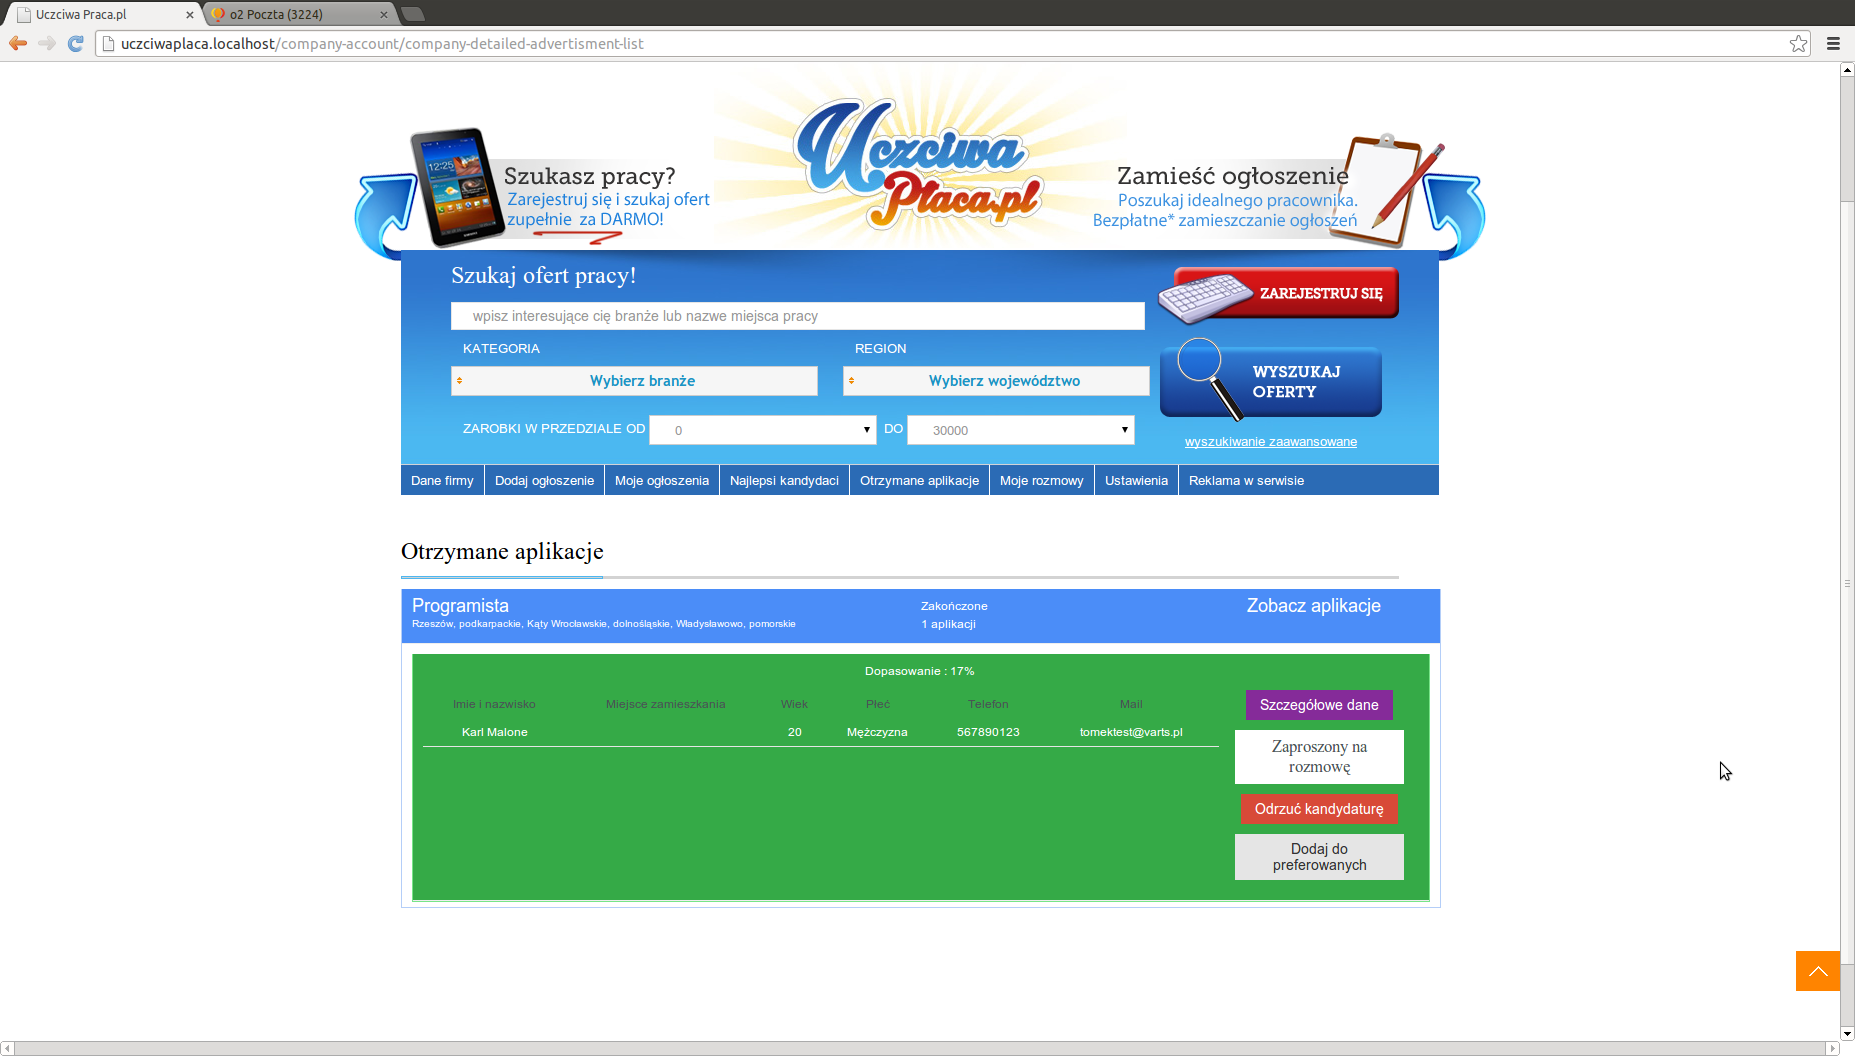 Uczciwa Praca.pl
o2 Poczta (3224)
uczciwaplaca.localhost/company-account/company-detailed-advertisment-list
Szukasz pracy?
Zarejestruj się i szukaj ofert
zupełnie za DARMO!
12:25
SAMSUNG
Uczciwa
Płaca.pl
Zamieść ogłoszenie
Poszukaj idealnego pracownika.
Bezpłatne* zamieszczanie ogłoszeń
Szukaj ofert pracy!
wpisz interesujące cię branże lub nazwe miejsca pracy
ZAREJESTRUJ SIĘ
KATEGORIA
REGION
Wybierz branże
Wybierz województwo
WYSZUKAJ
OFERTY
ZAROBKI W PRZEDZIALE OD 0 DO 30000
wyszukiwanie zaawansowane
Dane firmy Dodaj ogłoszenie Moje ogłoszenia Najlepsi kandydaci Otrzymane aplikacje Moje rozmowy Ustawienia Reklama w serwisie
Otrzymane aplikacje
Programista
Zakończone
Zobacz aplikacje
Rzeszów, podkarpackie, Kąty Wrocławskie, dolnośląskie, Władysławowo, pomorskie
1 aplikacji
Dopasowanie : 17%
Imie i nazwisko Miejsce zamieszkania Wiek Płeć Telefon Mail
Karl Malone 20 Mężczyzna 567890123 tomektest@varts.pl
Szczegółowe dane
Zaproszony na
rozmowę
Odrzuć kandydaturę
Dodaj do
preferowanych